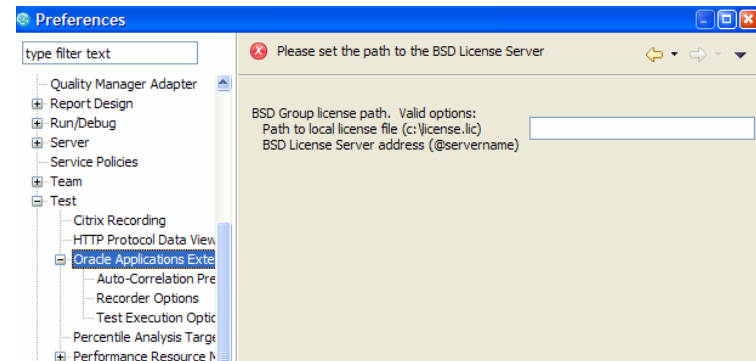 Preferences
type filter text
Please set the path to the BSD License Server
Quality Manager Adapter
Report Design
Run/Debug
Server
Service Policies
Team
Test
Citrix Recording
HTTP Protocol Data View
Oracle Applications Exte
Auto-Correlation Pre
Recorder Options
Test Execution Optic
Percentile Analysis Targe
Performance Resource M
BSD Group license path. Valid options:
Path to local license file (c:\license.lic)
BSD License Server address (@servername)